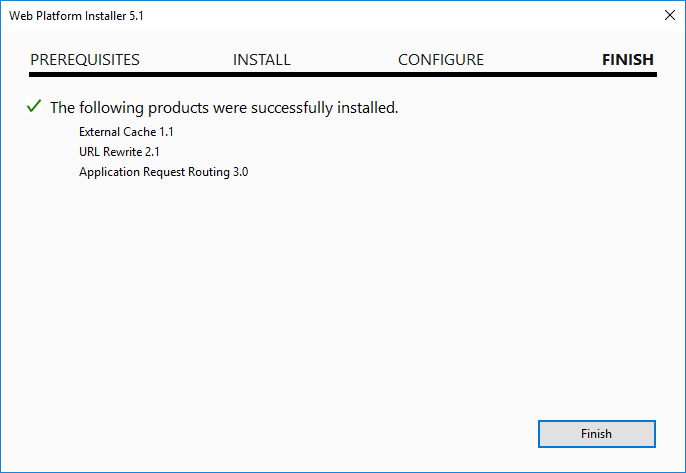 Web Platform Installer 5.1
PREREQUISITES INSTALL CONFIGURE FINISH
The following products were successfully installed.
External Cache 1.1
URL Rewrite 2.1
Application Request Routing 3.0
Finish